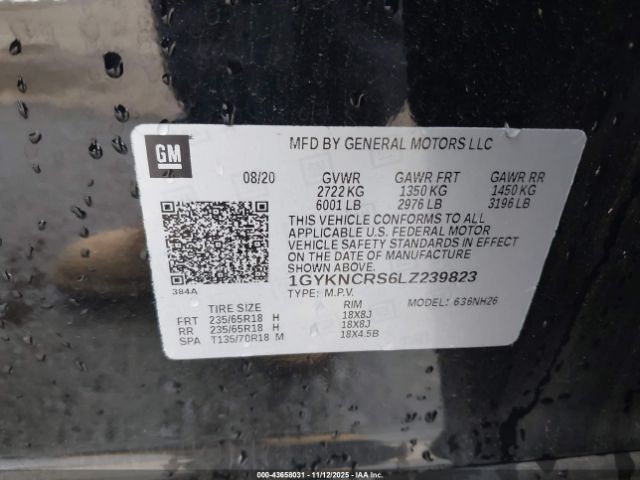 GM
MFD BY GENERAL MOTORS LLC
08/20 GVWR GAWR FRT GAWR RR
2722 KG 1350 KG 1450 KG
6001 LB 2976 LB 3196 LB
THIS VEHICLE CONFORMS TO ALL
APPLICABLE U.S. FEDERAL MOTOR
VEHICLE SAFETY STANDARDS IN EFFECT
ON THE DATE OF MANUFACTURE
SHOWN ABOVE.
384A
1GYKNCRS6LZ239823
TYPE: M.P.V. MODEL: 636NH26
TIRE SIZE RIM
FRT 235/65R18 H 18X8J
RR 235/65R18 H 18X8J
SPA T135/70R18 M 18X4.5B
000-43658031 - 11/12/2025 - IAAI.COM